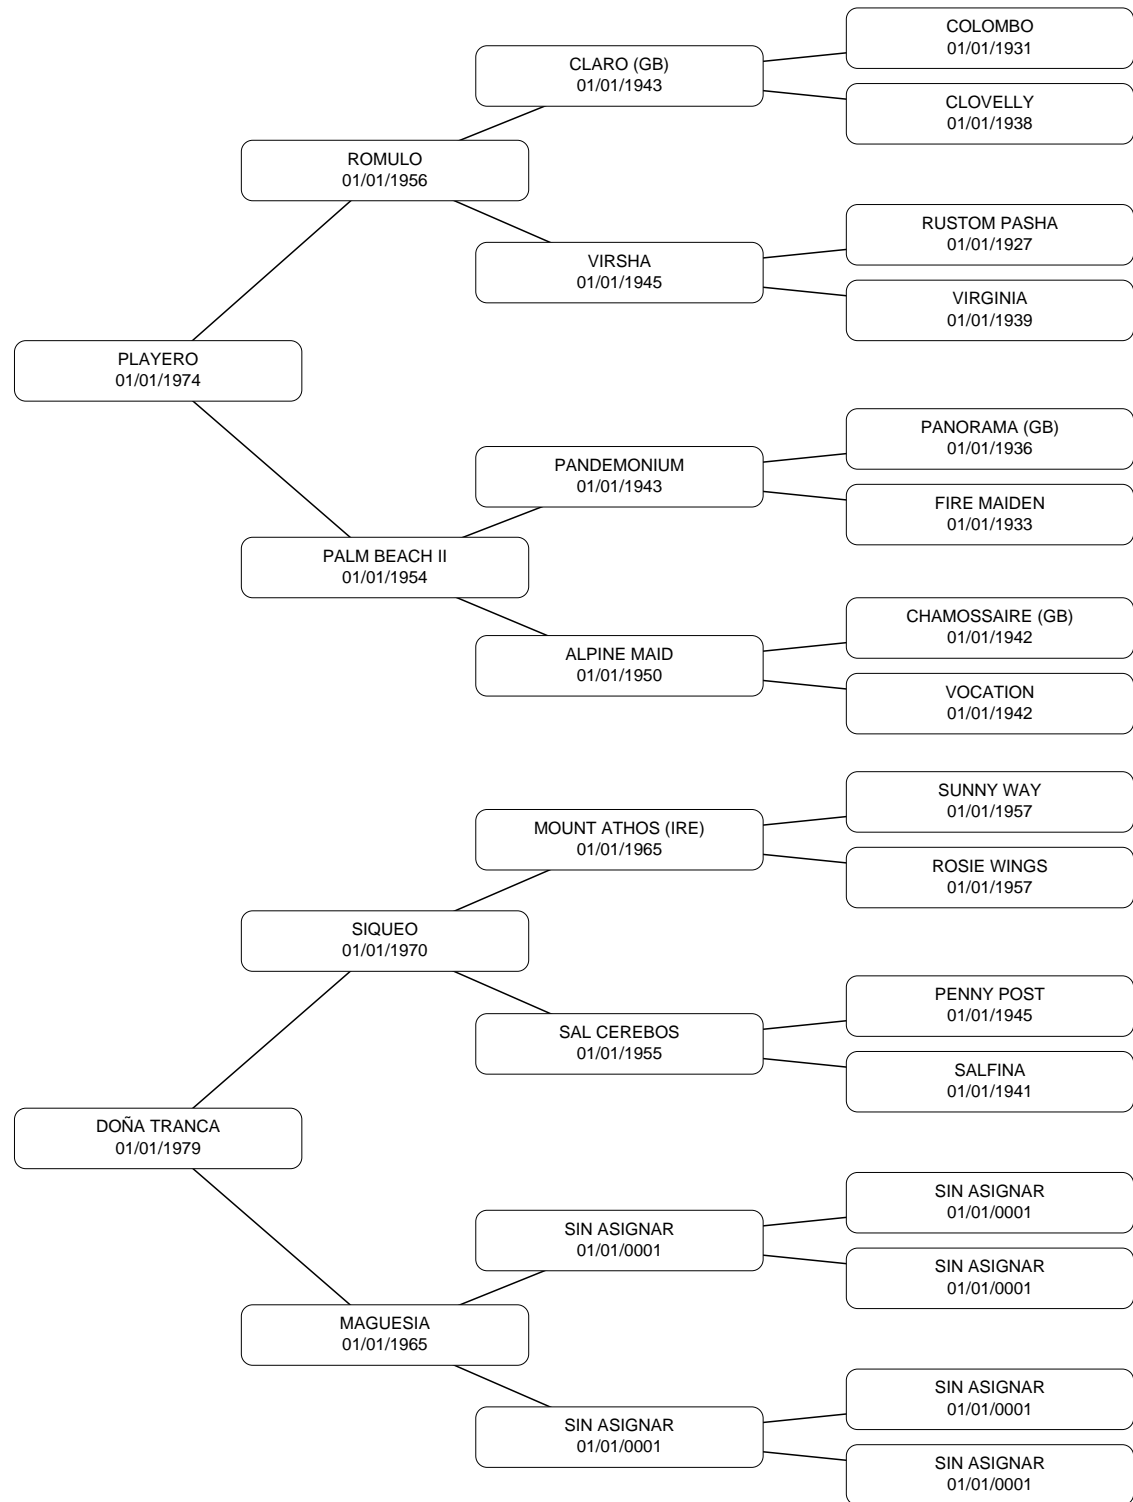 COLOMBO
01/01/1931
CLARO (GB)
01/01/1943
CLOVELLY
01/01/1938
ROMULO
01/01/1956
RUSTOM PASHA
01/01/1927
VIRSHA
01/01/1945
VIRGINIA
01/01/1939
PLAYERO
01/01/1974
PANORAMA (GB)
01/01/1936
PANDEMONIUM
01/01/1943
FIRE MAIDEN
01/01/1933
PALM BEACH II
01/01/1954
CHAMOSSAIRE (GB)
01/01/1942
ALPINE MAID
01/01/1950
VOCATION
01/01/1942
SUNNY WAY
01/01/1957
MOUNT ATHOS (IRE)
01/01/1965
ROSIE WINGS
01/01/1957
SIQUEO
01/01/1970
PENNY POST
01/01/1945
SAL CEREBOS
01/01/1955
SALFINA
01/01/1941
DOÑA TRANCA
01/01/1979
SIN ASIGNAR
01/01/0001
SIN ASIGNAR
01/01/0001
SIN ASIGNAR
01/01/0001
MAGUESIA
01/01/1965
SIN ASIGNAR
01/01/0001
SIN ASIGNAR
01/01/0001
SIN ASIGNAR
01/01/0001